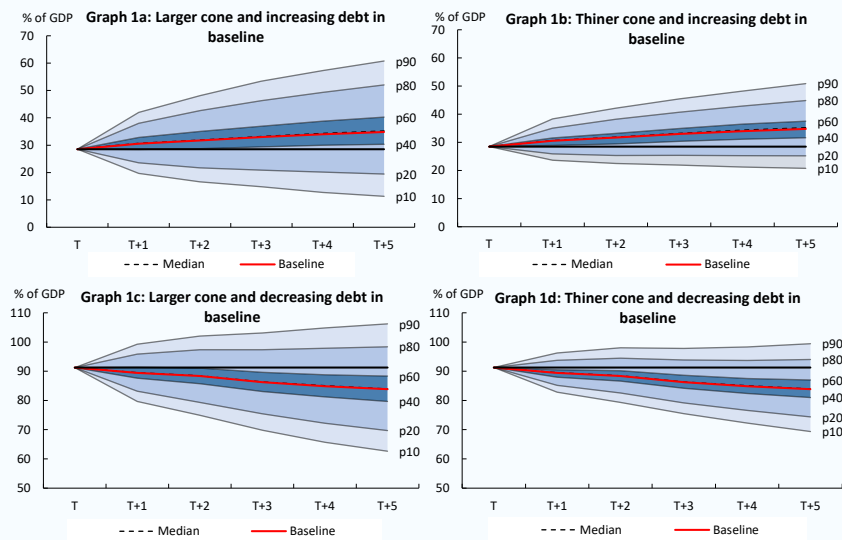 % of GDP
Graph 1a: Larger cone and increasing debt in
baseline
70
60
50
40
30
20
10
0
p90
p80
p60
p40
p20
p10
T
T+1
T+2
T+3
T+4
T+5
Median
Baseline
% of GDP
Graph 1b: Thiner cone and increasing debt in
baseline
70
60
50
40
30
20
10
0
p90
p80
p60
p40
p20
p10
T
T+1
T+2
T+3
T+4
T+5
Median
Baseline
% of GDP
Graph 1c: Larger cone and decreasing debt in
baseline
110
100
90
80
70
60
50
p90
p80
p60
p40
p20
p10
T
T+1
T+2
T+3
T+4
T+5
Median
Baseline
% of GDP
Graph 1d: Thiner cone and decreasing debt in
baseline
110
100
90
80
70
60
50
p90
p80
p60
p40
p20
p10
T
T+1
T+2
T+3
T+4
T+5
Median
Baseline